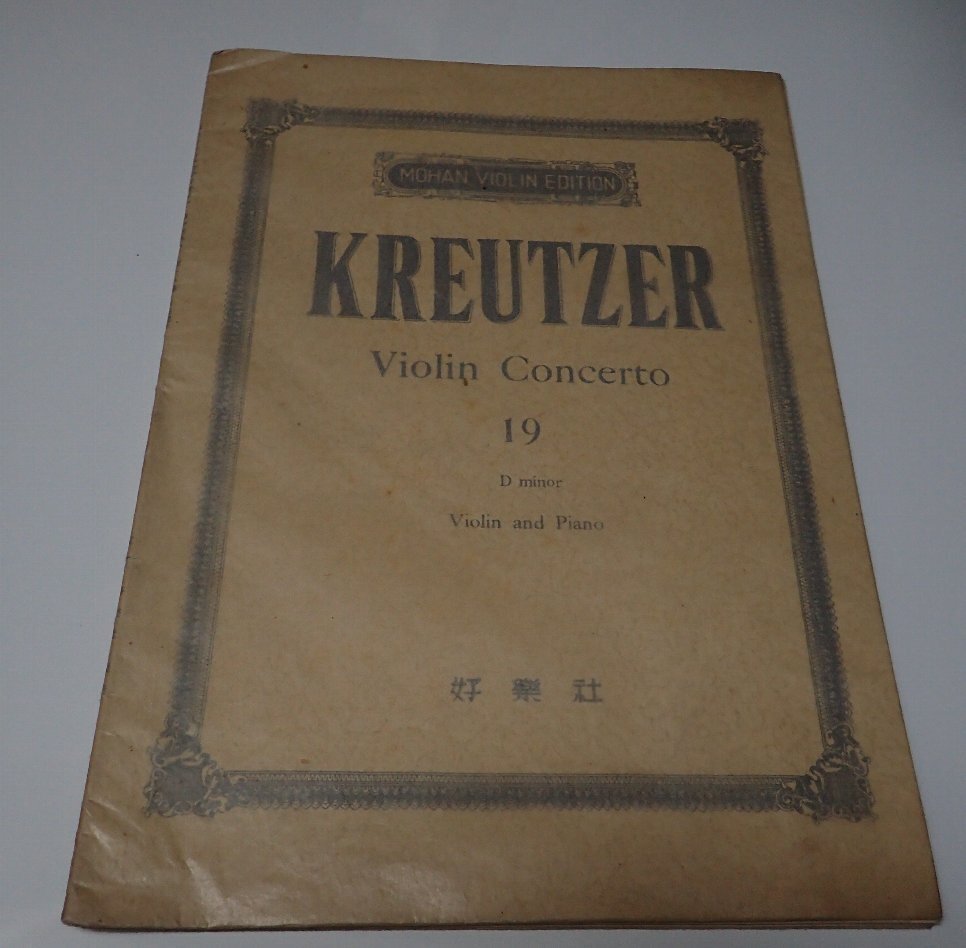 MOHAN VIOLIN EDITION
KREUTZER
Violin Concerto
19
D minor
Violin and Piano
好樂社